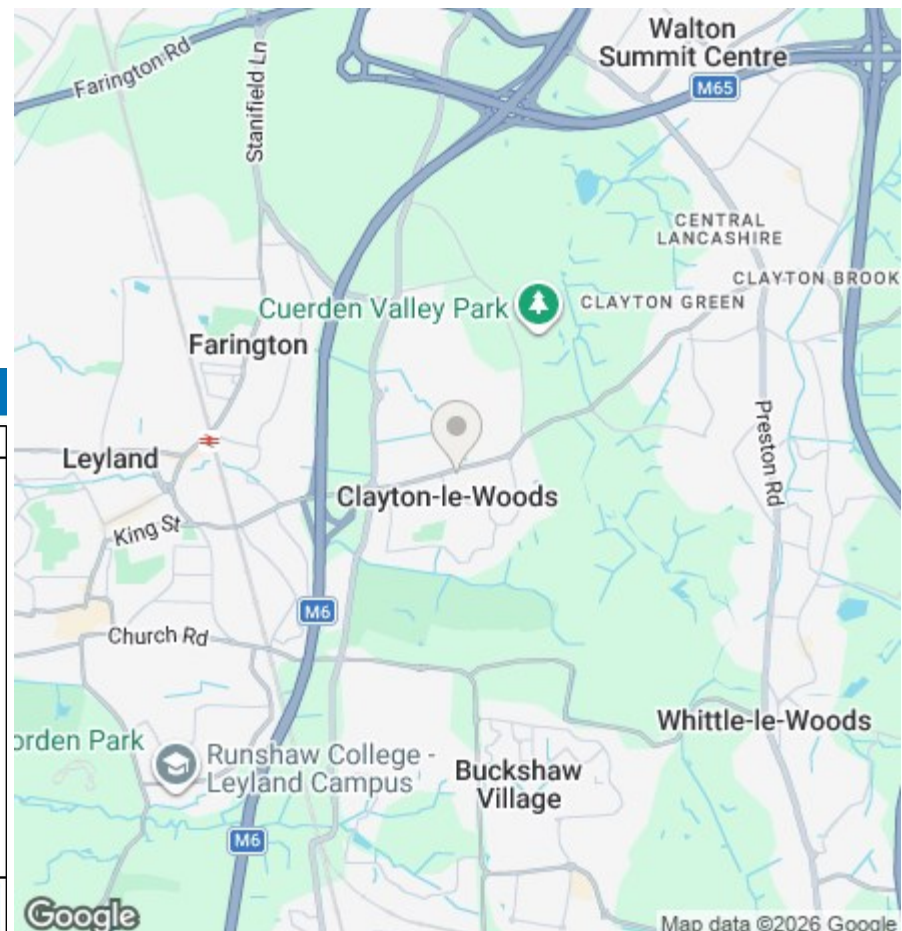 Walton
Summit Centre
Farington Rd
Stanifield Ln
M65
CENTRAL
LANCASHIRE
CLAYTON BROOK
Cuerden Valley Park
CLAYTON GREEN
Farington
Leyland
Preston Rd
Clayton-le-Woods
King St
M6
Church Rd
Whittle-le-Woods
orden Park
Runshaw College -
Leyland Campus
Buckshaw
Village
M6
Google
Map data ©2026 Google